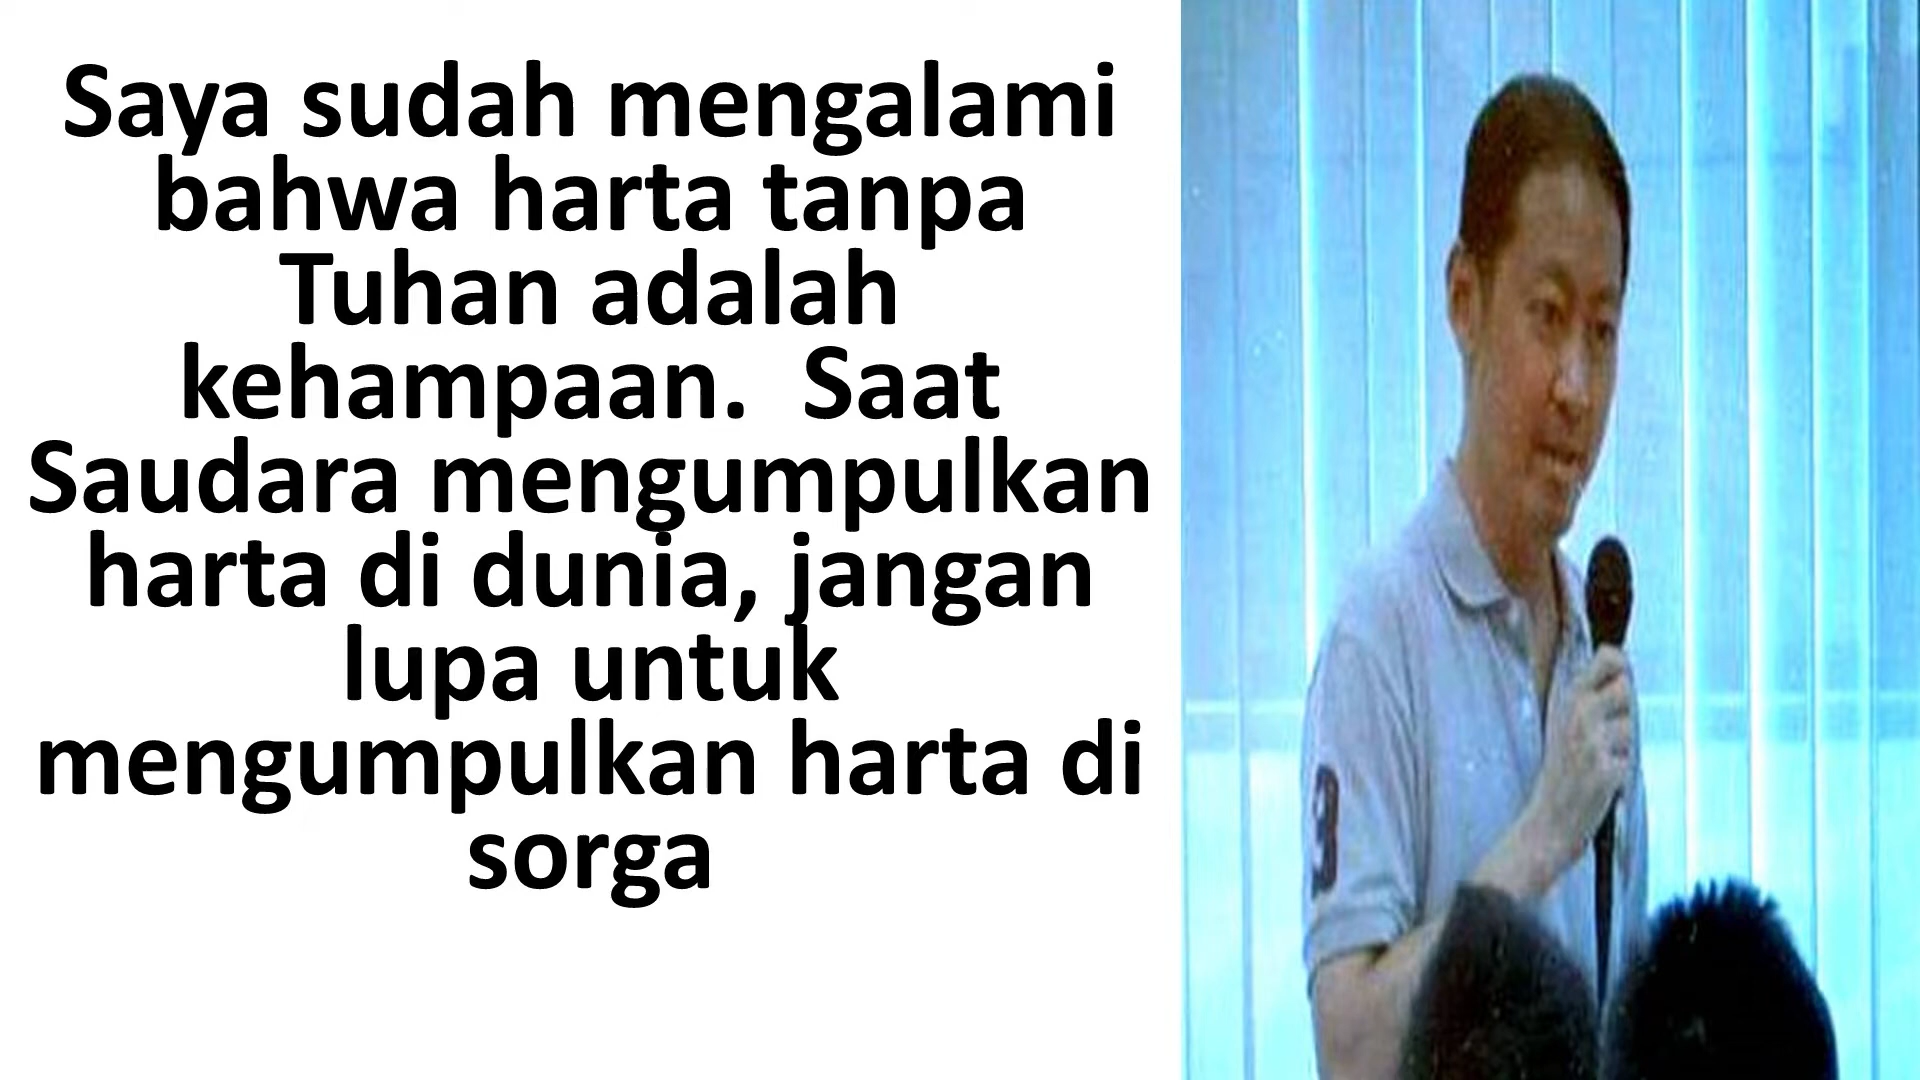 Saya sudah mengalami
bahwa harta tanpa
Tuhan adalah
kehampaan.  Saat
Saudara mengumpulkan
harta di dunia, jangan
lupa untuk
mengumpulkan harta di
sorga
3